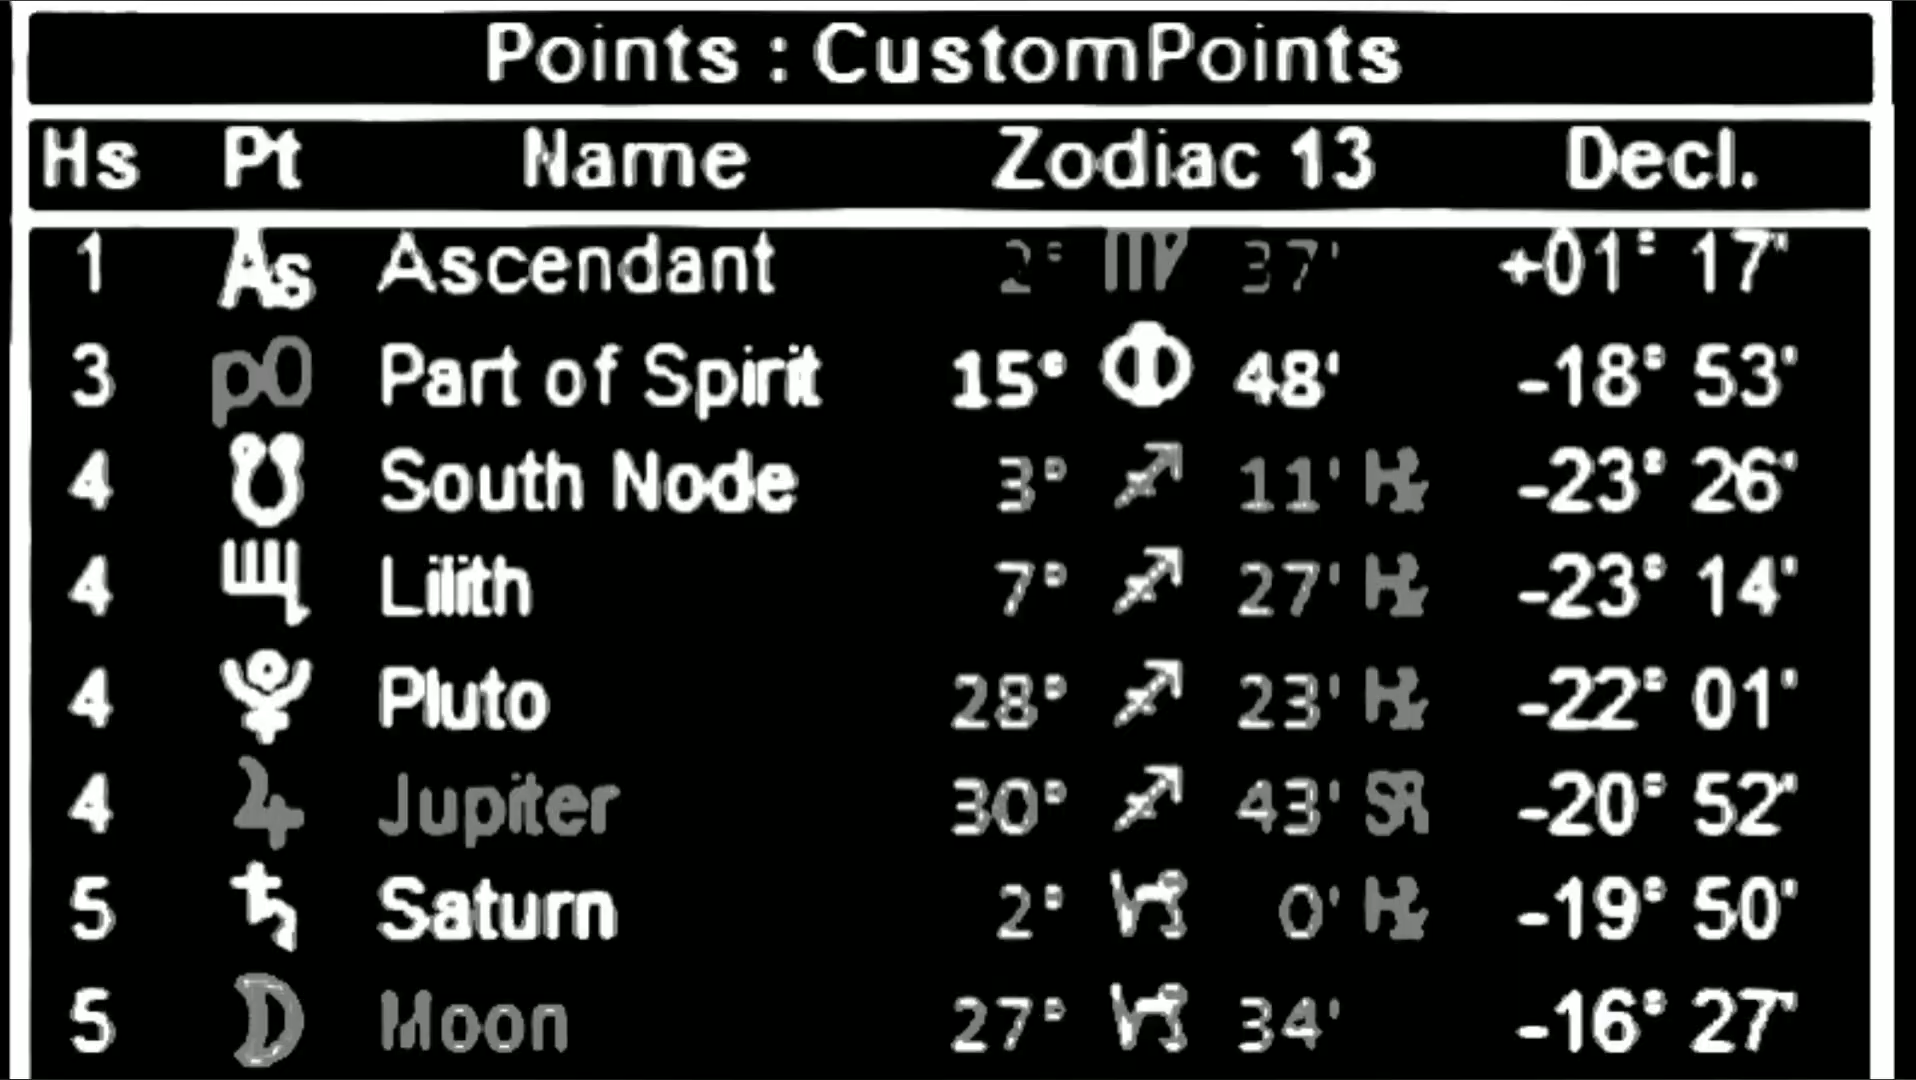 Points : CustomPoints
Hs Pt Name Zodiac 13 Decl.
1 As Ascendant 2° ♍ 37' +01° 17'
3 p0 Part of Spirit 15° 48' -18° 53'
4 ☋ South Node 3° ♐ 11' ℞ -23° 26'
4 Lilith 7° ♐ 27' ℞ -23° 14'
4 Pluto 28° ♐ 23' ℞ -22° 01'
4 ♃ Jupiter 30° ♐ 43' SR -20° 52'
5 ♄ Saturn 2° ♑ 0' ℞ -19° 50'
5 ☽ Moon 27° ♑ 34' -16° 27'